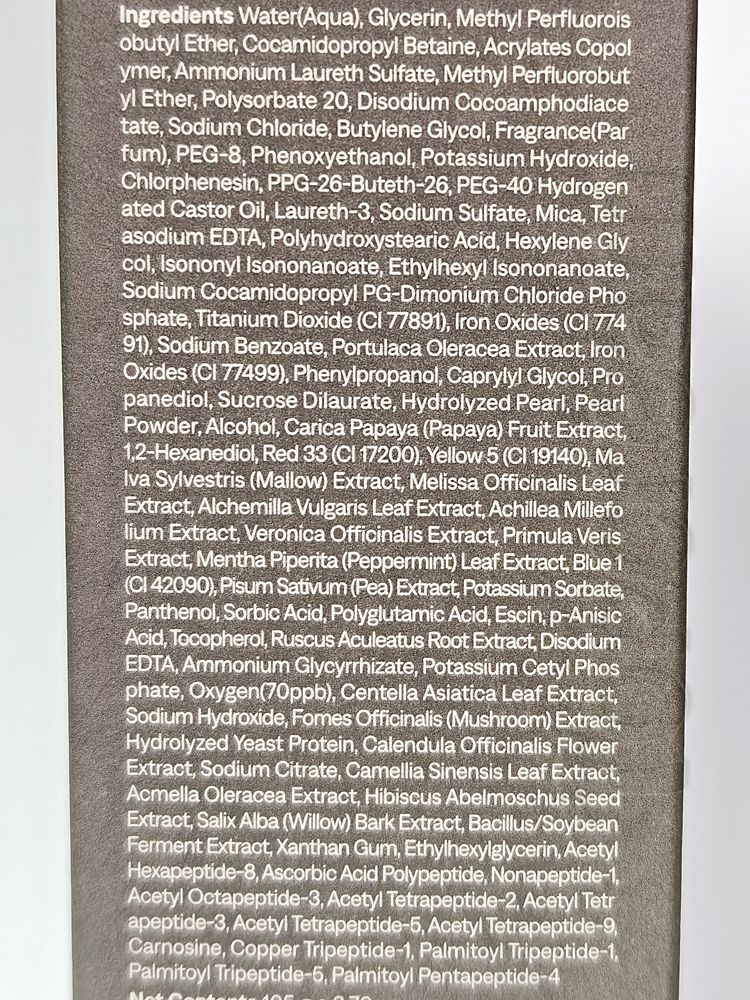 Ingredients Water(Aqua), Glycerin, Methyl Perfluorois
obutyl Ether, Cocamidopropyl Betaine, Acrylates Copol
ymer, Ammonium Laureth Sulfate, Methyl Perfluorobut
yl Ether, Polysorbate 20, Disodium Cocoamphodiace
tate, Sodium Chloride, Butylene Glycol, Fragrance(Par
fum), PEG-8, Phenoxyethanol, Potassium Hydroxide,
Chlorphenesin, PPG-26-Buteth-26, PEG-40 Hydrogen
ated Castor Oil, Laureth-3, Sodium Sulfate, Mica, Tetr
asodium EDTA, Polyhydroxystearic Acid, Hexylene Gly
col, Isononyl Isononanoate, Ethylhexyl Isononanoate,
Sodium Cocamidopropyl PG-Dimonium Chloride Pho
sphate, Titanium Dioxide (CI 77891), Iron Oxides (CI 774
91), Sodium Benzoate, Portulaca Oleracea Extract, Iron
Oxides (CI 77499), Phenylpropanol, Caprylyl Glycol, Pro
panediol, Sucrose Dilaurate, Hydrolyzed Pearl, Pearl
Powder, Alcohol, Carica Papaya (Papaya) Fruit Extract,
1,2-Hexanediol, Red 33 (CI 17200), Yellow 5 (CI 19140), Ma
lva Sylvestris (Mallow) Extract, Melissa Officinalis Leaf
Extract, Alchemilla Vulgaris Leaf Extract, Achillea Millefo
lium Extract, Veronica Officinalis Extract, Primula Veris
Extract, Mentha Piperita (Peppermint) Leaf Extract, Blue 1
(CI 42090), Pisum Sativum (Pea) Extract, Potassium Sorbate,
Panthenol, Sorbic Acid, Polyglutamic Acid, Escin, p-Anisic
Acid, Tocopherol, Ruscus Aculeatus Root Extract, Disodium
EDTA, Ammonium Glycyrrhizate, Potassium Cetyl Phos
phate, Oxygen(70ppb), Centella Asiatica Leaf Extract,
Sodium Hydroxide, Fomes Officinalis (Mushroom) Extract,
Hydrolyzed Yeast Protein, Calendula Officinalis Flower
Extract, Sodium Citrate, Camellia Sinensis Leaf Extract,
Acmella Oleracea Extract, Hibiscus Abelmoschus Seed
Extract, Salix Alba (Willow) Bark Extract, Bacillus/Soybean
Ferment Extract, Xanthan Gum, Ethylhexylglycerin, Acetyl
Hexapeptide-8, Ascorbic Acid Polypeptide, Nonapeptide-1,
Acetyl Octapeptide-3, Acetyl Tetrapeptide-2, Acetyl Tetr
apeptide-3, Acetyl Tetrapeptide-5, Acetyl Tetrapeptide-9,
Carnosine, Copper Tripeptide-1, Palmitoyl Tripeptide-1,
Palmitoyl Tripeptide-5, Palmitoyl Pentapeptide-4
Net Contents